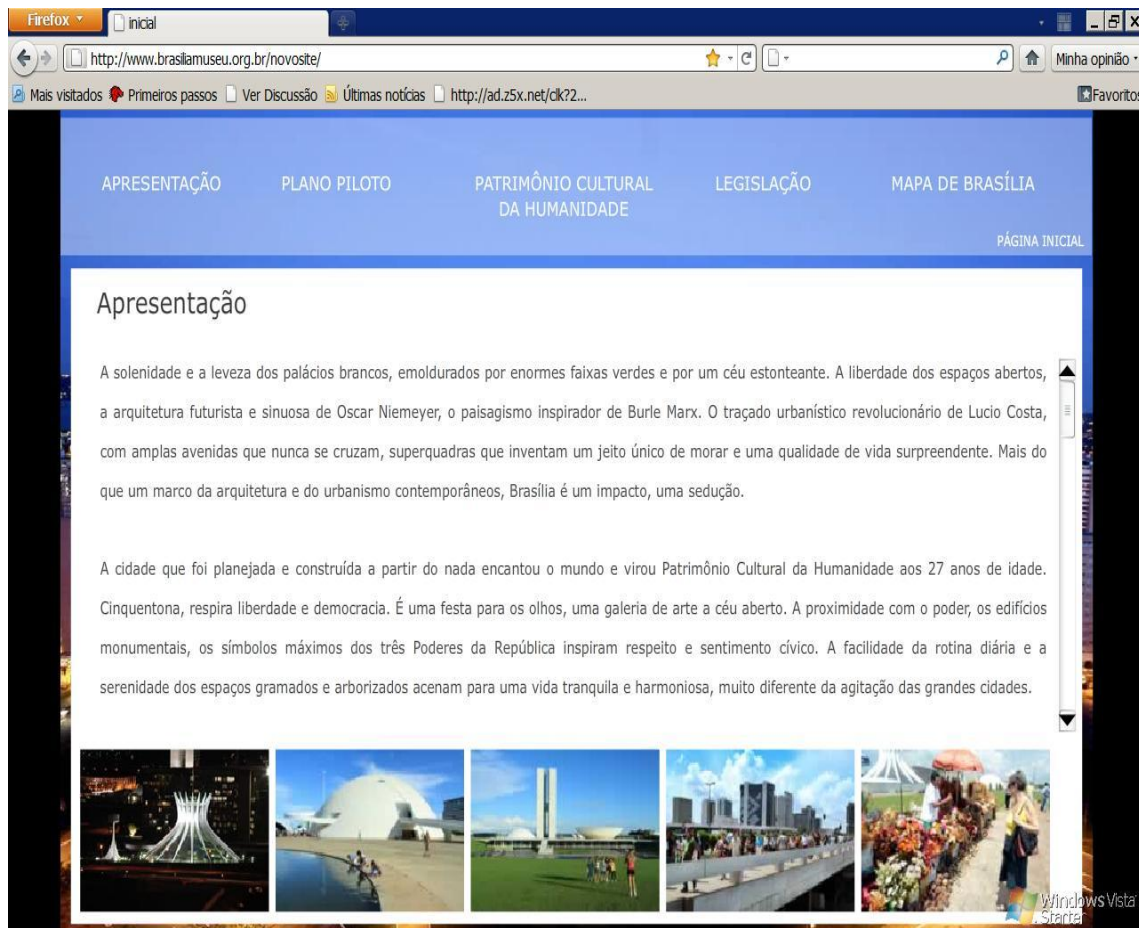 Firefox
inicial
http://www.brasiliamuseu.org.br/novosite/
Minha opinião
Mais visitados Primeiros passos Ver Discussão Últimas notícias http://ad.z5x.net/clk?2...
Favoritos
APRESENTAÇÃO PLANO PILOTO PATRIMÔNIO CULTURAL LEGISLAÇÃO MAPA DE BRASÍLIA
DA HUMANIDADE
PÁGINA INICIAL
Apresentação
A solenidade e a leveza dos palácios brancos, emoldurados por enormes faixas verdes e por um céu estonteante. A liberdade dos espaços abertos,
a arquitetura futurista e sinuosa de Oscar Niemeyer, o paisagismo inspirador de Burle Marx. O traçado urbanístico revolucionário de Lucio Costa,
com amplas avenidas que nunca se cruzam, superquadras que inventam um jeito único de morar e uma qualidade de vida surpreendente. Mais do
que um marco da arquitetura e do urbanismo contemporâneos, Brasília é um impacto, uma sedução.
A cidade que foi planejada e construída a partir do nada encantou o mundo e virou Patrimônio Cultural da Humanidade aos 27 anos de idade.
Cinquentona, respira liberdade e democracia. É uma festa para os olhos, uma galeria de arte a céu aberto. A proximidade com o poder, os edifícios
monumentais, os símbolos máximos dos três Poderes da República inspiram respeito e sentimento cívico. A facilidade da rotina diária e a
serenidade dos espaços gramados e arborizados acenam para uma vida tranquila e harmoniosa, muito diferente da agitação das grandes cidades.
Windows Vista
Starter